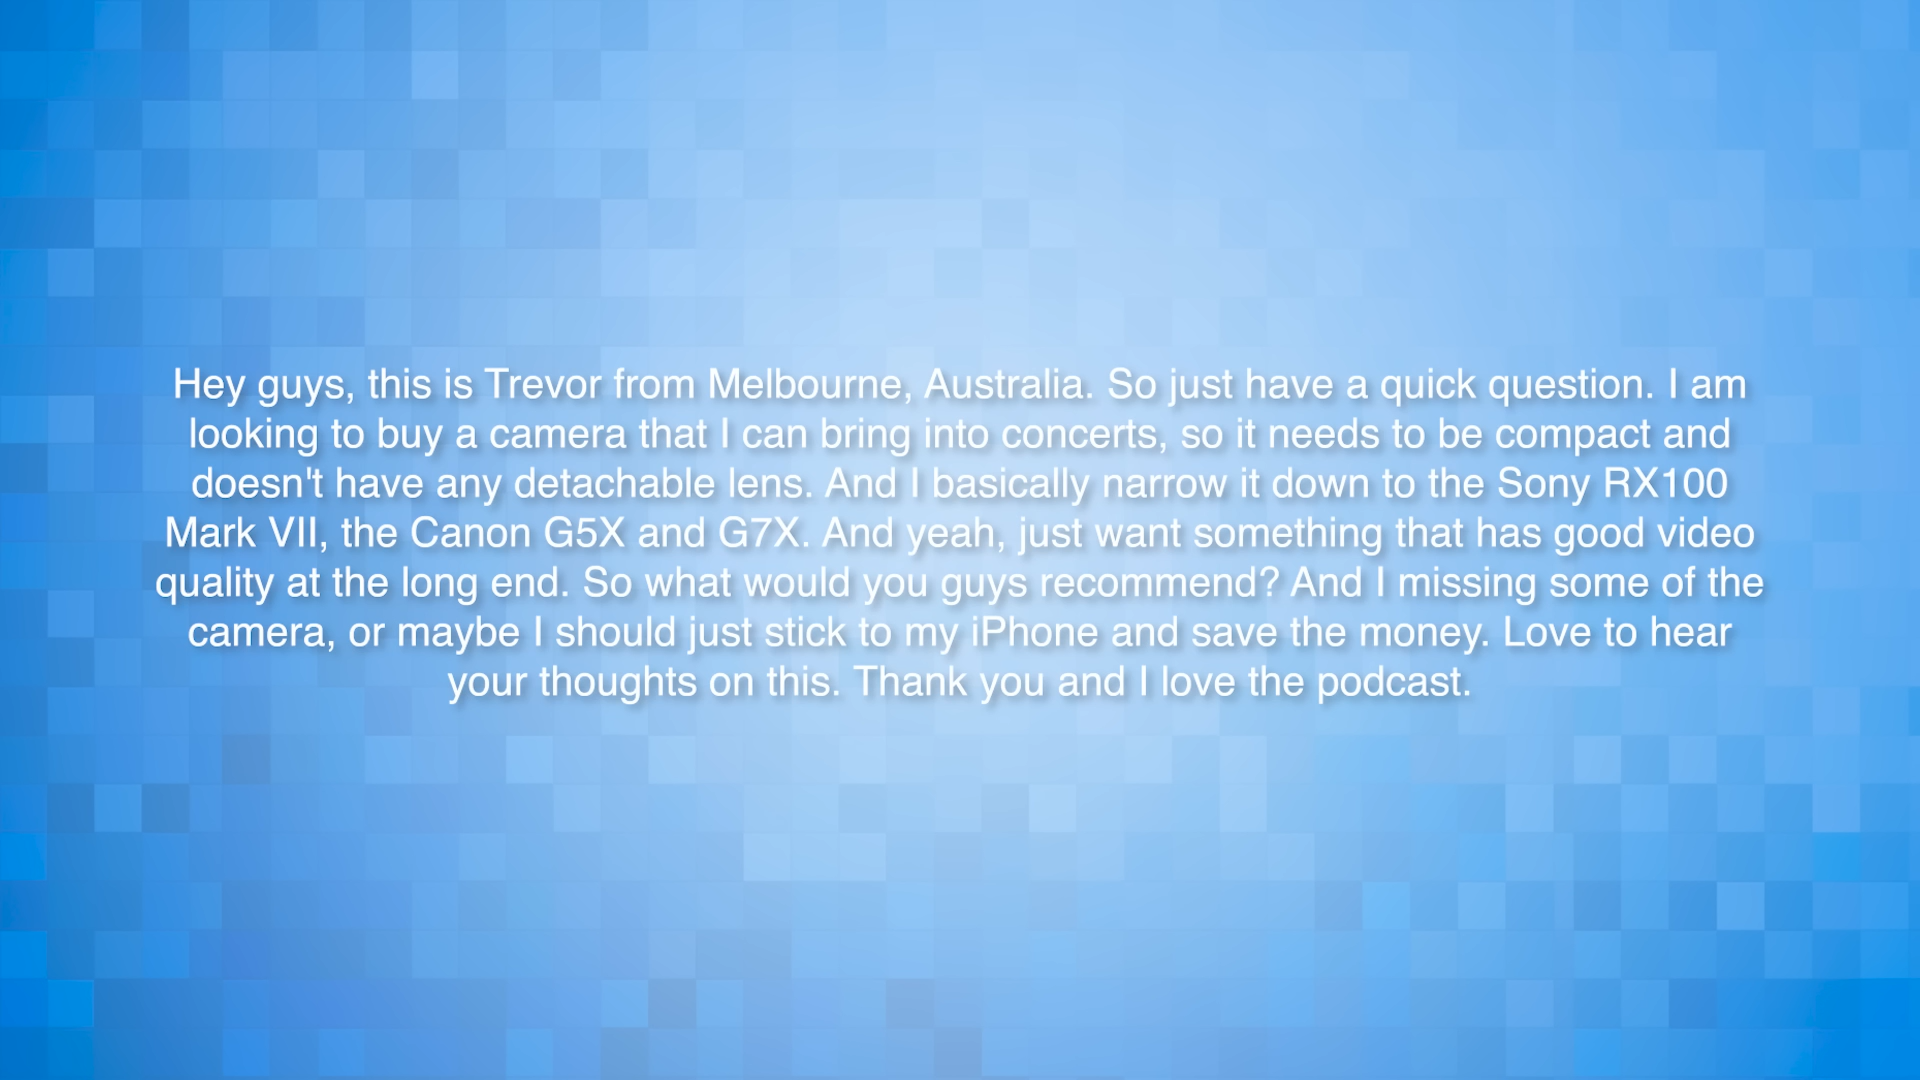 Hey guys, this is Trevor from Melbourne, Australia. So just have a quick question. I am
looking to buy a camera that I can bring into concerts, so it needs to be compact and
doesn't have any detachable lens. And I basically narrow it down to the Sony RX100
Mark VII, the Canon G5X and G7X. And yeah, just want something that has good video
quality at the long end. So what would you guys recommend? And I missing some of the
camera, or maybe I should just stick to my iPhone and save the money. Love to hear
your thoughts on this. Thank you and I love the podcast.